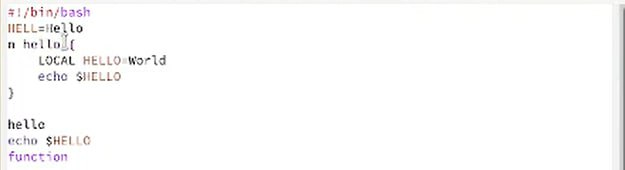 #!/bin/bash
HELL=Hello
n hello {
LOCAL HELLO=World
echo $HELLO
}
hello
echo $HELLO
function